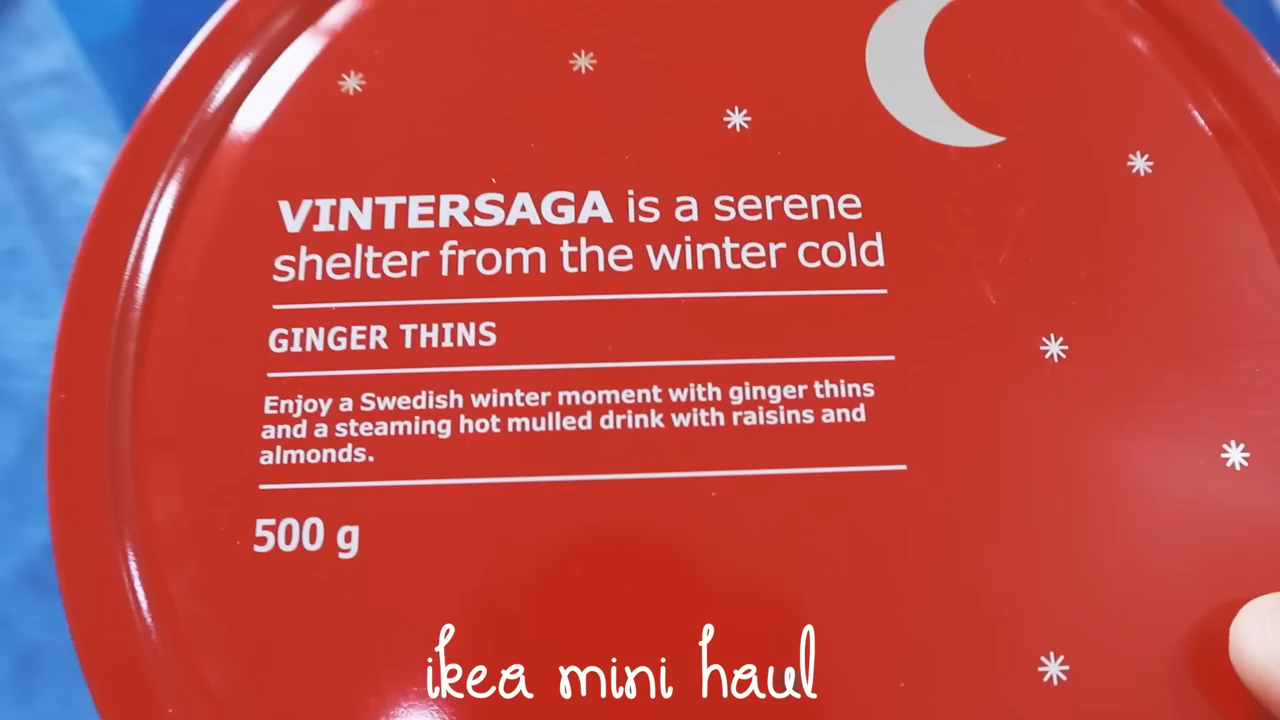 VINTERSAGA is a serene
shelter from the winter cold
GINGER THINS
Enjoy a Swedish winter moment with ginger thins
and a steaming hot mulled drink with raisins and
almonds.
500 g
ikea mini haul